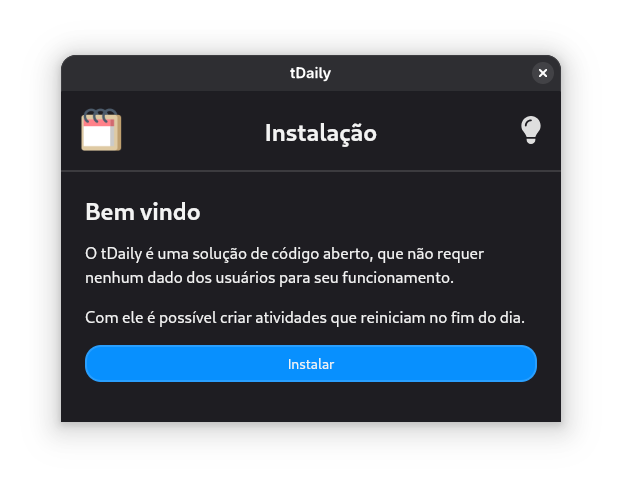 tDaily
Instalação
Bem vindo
O tDaily é uma solução de código aberto, que não requer
nenhum dado dos usuários para seu funcionamento.
Com ele é possível criar atividades que reiniciam no fim do dia.
Instalar